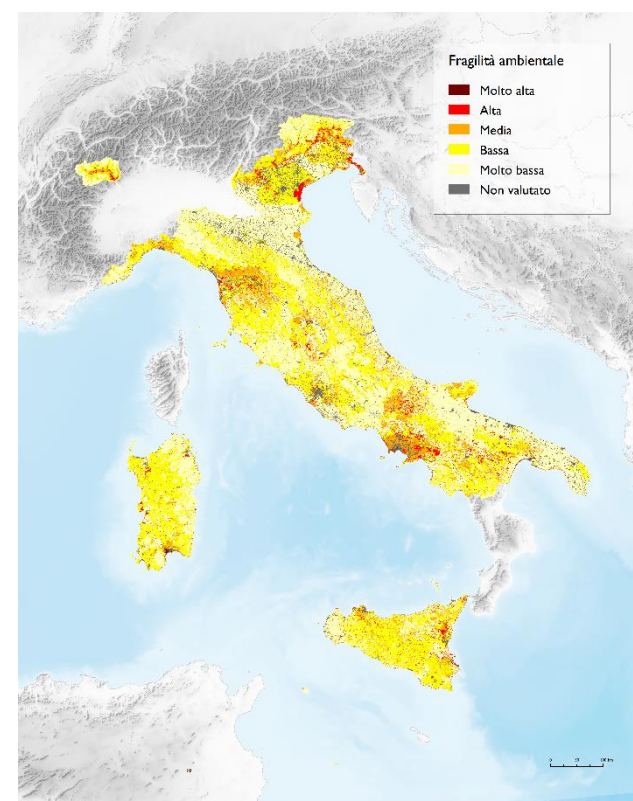 Fragilità ambientale
Molto alta
Alta
Media
Bassa
Molto bassa
Non valutato